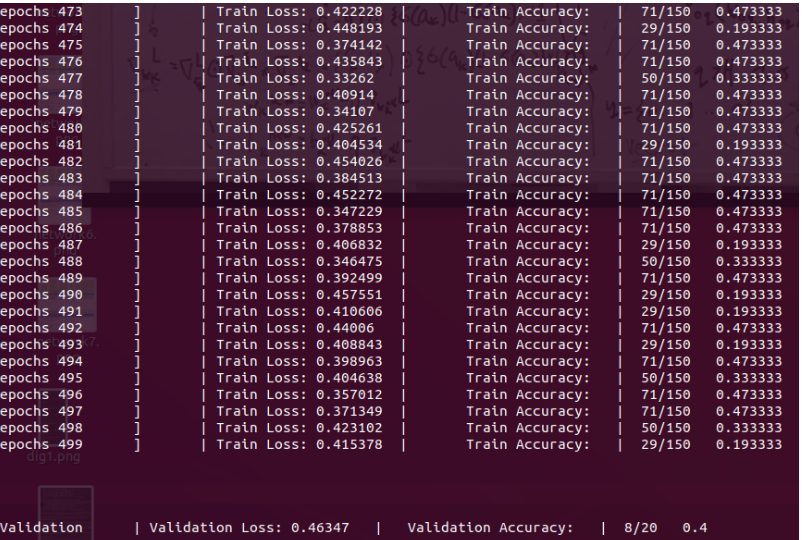 epochs 473 ] | Train Loss: 0.422228 | Train Accuracy: | 71/150 0.473333
epochs 474 ] | Train Loss: 0.448193 | Train Accuracy: | 29/150 0.193333
epochs 475 ] | Train Loss: 0.374142 | Train Accuracy: | 71/150 0.473333
epochs 476 ] | Train Loss: 0.435843 | Train Accuracy: | 71/150 0.473333
epochs 477 ] | Train Loss: 0.33262 | Train Accuracy: | 50/150 0.333333
epochs 478 ] | Train Loss: 0.40914 | Train Accuracy: | 71/150 0.473333
epochs 479 ] | Train Loss: 0.34107 | Train Accuracy: | 71/150 0.473333
epochs 480 ] | Train Loss: 0.425261 | Train Accuracy: | 71/150 0.473333
epochs 481 ] | Train Loss: 0.404534 | Train Accuracy: | 29/150 0.193333
epochs 482 ] | Train Loss: 0.454026 | Train Accuracy: | 71/150 0.473333
epochs 483 ] | Train Loss: 0.384513 | Train Accuracy: | 71/150 0.473333
epochs 484 ] | Train Loss: 0.452272 | Train Accuracy: | 71/150 0.473333
epochs 485 ] | Train Loss: 0.347229 | Train Accuracy: | 71/150 0.473333
epochs 486 ] | Train Loss: 0.378853 | Train Accuracy: | 71/150 0.473333
epochs 487 ] | Train Loss: 0.406832 | Train Accuracy: | 29/150 0.193333
epochs 488 ] | Train Loss: 0.346475 | Train Accuracy: | 50/150 0.333333
epochs 489 ] | Train Loss: 0.392499 | Train Accuracy: | 71/150 0.473333
epochs 490 ] | Train Loss: 0.457551 | Train Accuracy: | 29/150 0.193333
epochs 491 ] | Train Loss: 0.410606 | Train Accuracy: | 29/150 0.193333
epochs 492 ] | Train Loss: 0.44006 | Train Accuracy: | 71/150 0.473333
epochs 493 ] | Train Loss: 0.408843 | Train Accuracy: | 29/150 0.193333
epochs 494 ] | Train Loss: 0.398963 | Train Accuracy: | 71/150 0.473333
epochs 495 ] | Train Loss: 0.404638 | Train Accuracy: | 50/150 0.333333
epochs 496 ] | Train Loss: 0.357012 | Train Accuracy: | 71/150 0.473333
epochs 497 ] | Train Loss: 0.371349 | Train Accuracy: | 71/150 0.473333
epochs 498 ] | Train Loss: 0.423102 | Train Accuracy: | 50/150 0.333333
epochs 499 ] | Train Loss: 0.415378 | Train Accuracy: | 29/150 0.193333
dig1.png
Validation | Validation Loss: 0.46347 | Validation Accuracy: | 8/20 0.4